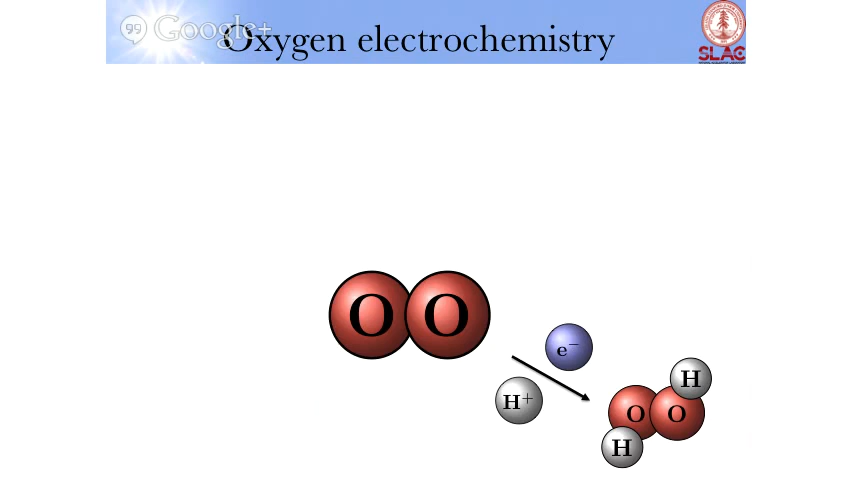 Google+
Oxygen electrochemistry
SLAC
O O
e−
H+
H
O O
H